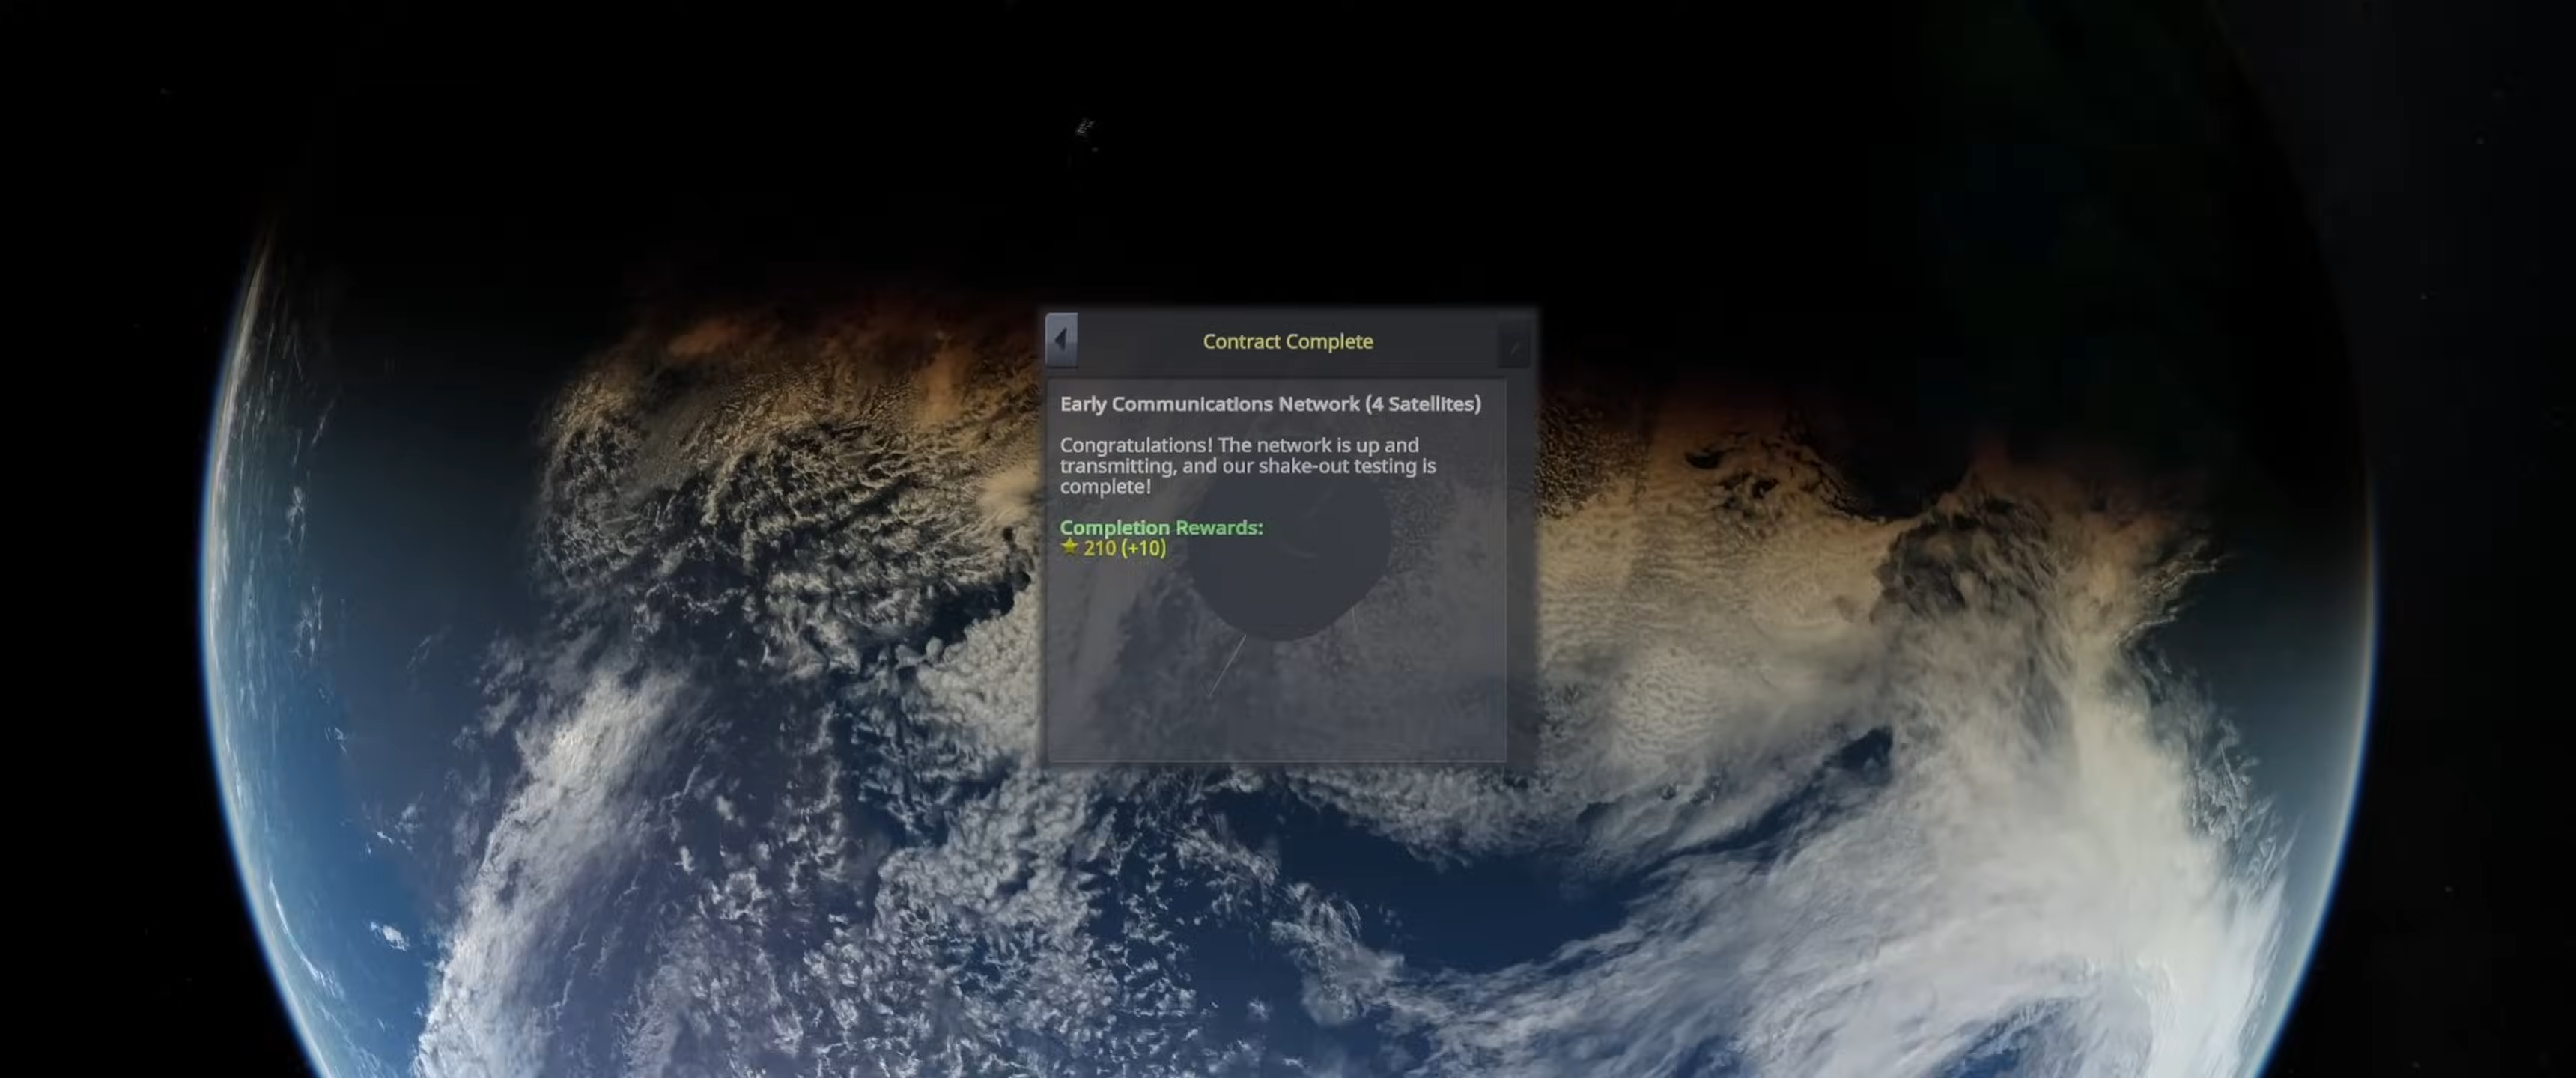 Contract Complete
Early Communications Network (4 Satellites)
Congratulations! The network is up and
transmitting, and our shake-out testing is
complete!
Completion Rewards:
210 (+10)